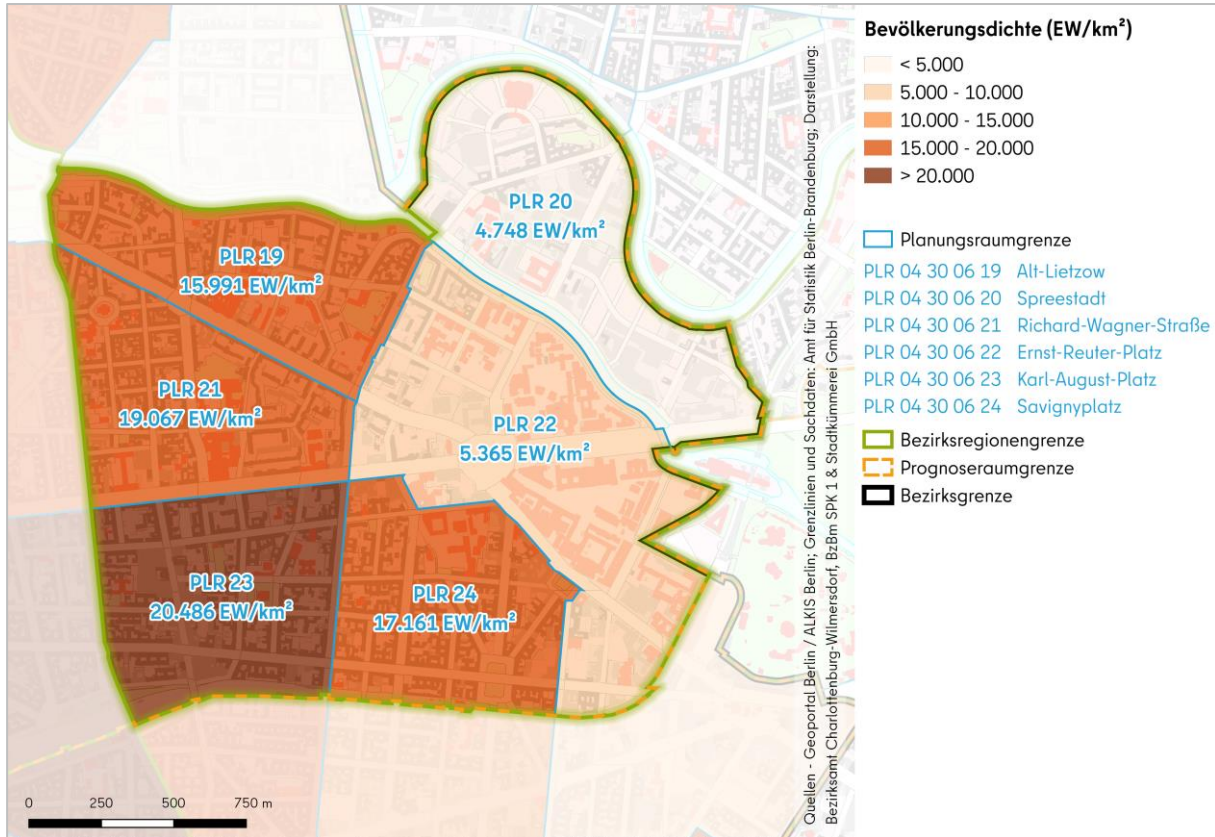 PLR 20
4.748 EW/km²
PLR 19
15.991 EW/km²
PLR 21
19.067 EW/km²
PLR 22
5.365 EW/km²
PLR 23
20.486 EW/km²
PLR 24
17.161 EW/km²
0 250 500 750 m
Quellen - Geoportal Berlin / ALKIS Berlin; Grenzlinien und Sachdaten: Amt für Statistik Berlin-Brandenburg; Darstellung:
Bezirksamt Charlottenburg-Wilmersdorf, BzBm SPK 1 & Stadtkümmerei GmbH
Bevölkerungsdichte (EW/km²)
< 5.000
5.000 - 10.000
10.000 - 15.000
15.000 - 20.000
> 20.000
Planungsraumgrenze
PLR 04 30 06 19 Alt-Lietzow
PLR 04 30 06 20 Spreestadt
PLR 04 30 06 21 Richard-Wagner-Straße
PLR 04 30 06 22 Ernst-Reuter-Platz
PLR 04 30 06 23 Karl-August-Platz
PLR 04 30 06 24 Savignyplatz
Bezirksregionengrenze
Prognoseraumgrenze
Bezirksgrenze